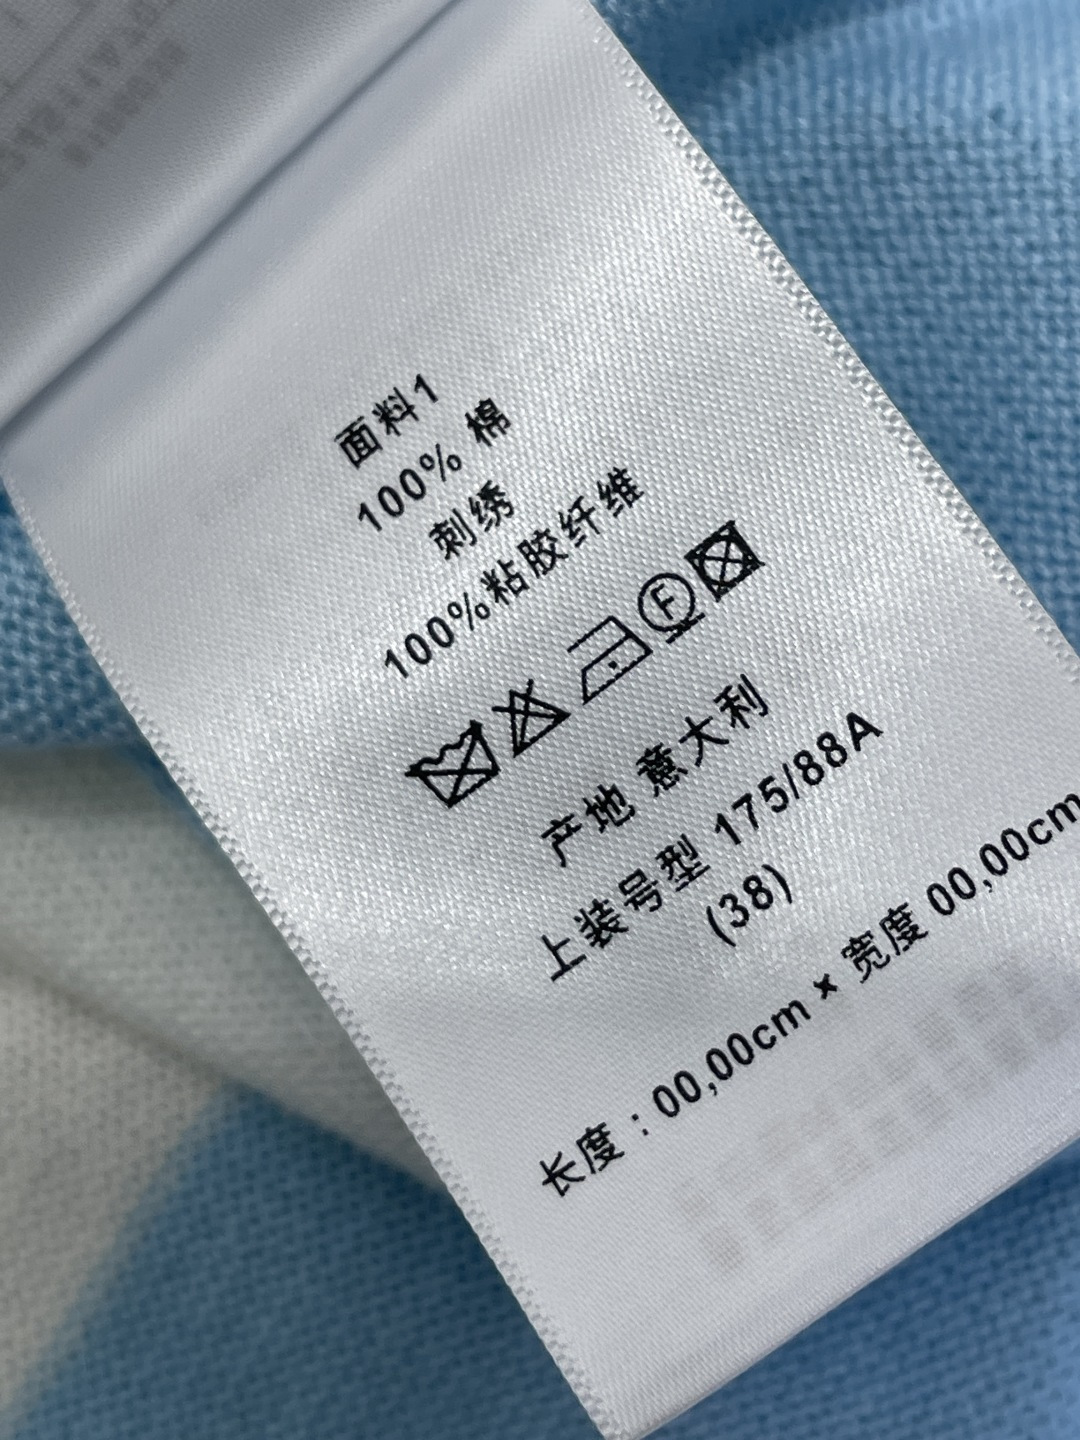 面料1
100% 棉
刺绣
100%粘胶纤维
F
产地 意大利
上装号型 175/88A
(38)
长度：00,00cm × 宽度 00,00cm